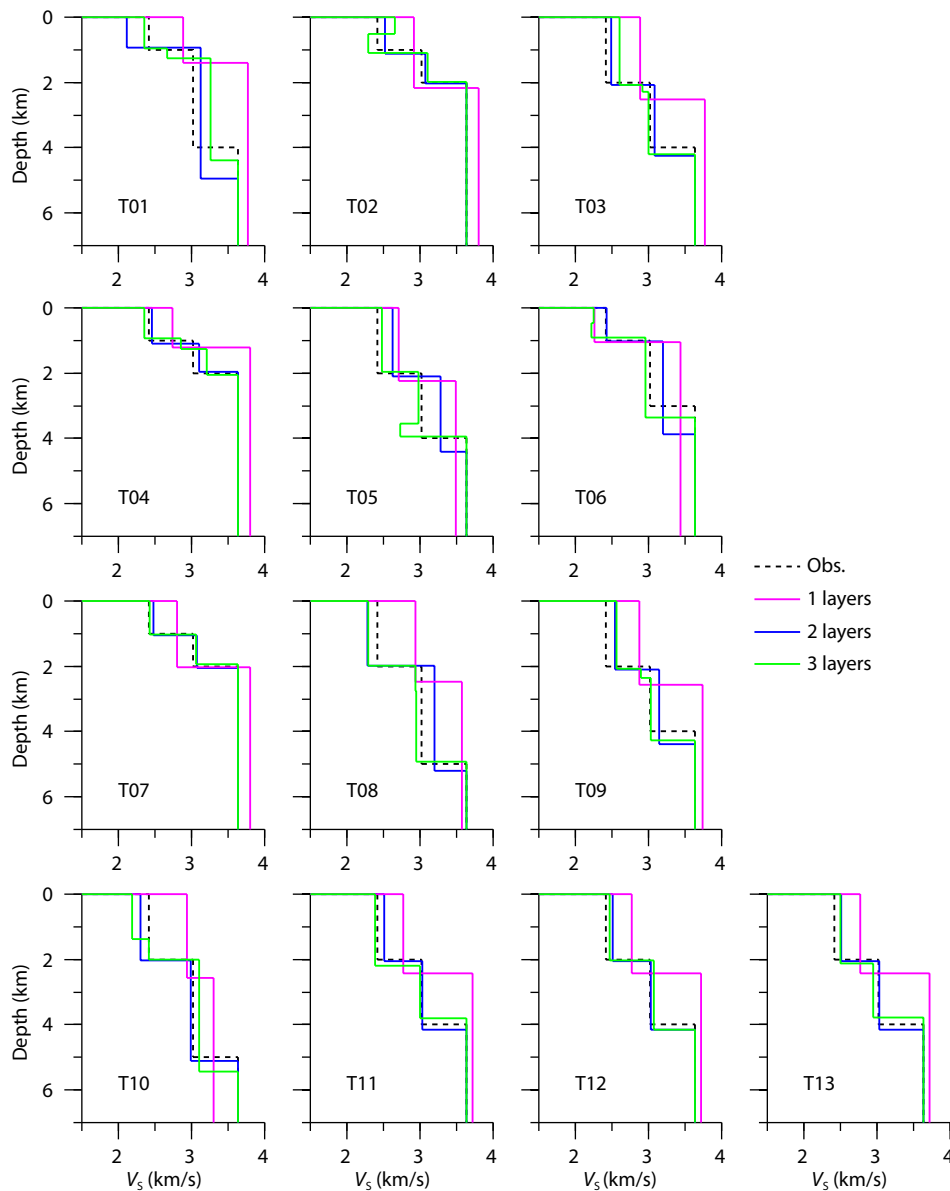 0
2
4
6
Depth (km)
T01
T02
T03
2 3 4 2 3 4 2 3 4
0
2
4
6
Depth (km)
T04
T05
T06
2 3 4 2 3 4 2 3 4
Obs.
1 layers
2 layers
3 layers
0
2
4
6
Depth (km)
T07
T08
T09
2 3 4 2 3 4 2 3 4
0
2
4
6
Depth (km)
T10
T11
T12
T13
2 3 4 2 3 4 2 3 4 2 3 4
VS (km/s) VS (km/s) VS (km/s) VS (km/s)